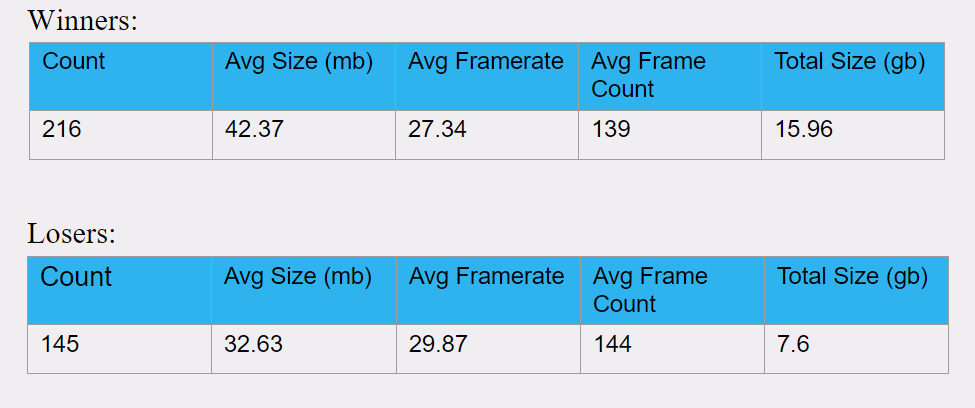 Winners:
Count Avg Size (mb) Avg Framerate Avg Frame Count Total Size (gb)
216 42.37 27.34 139 15.96
Losers:
Count Avg Size (mb) Avg Framerate Avg Frame Count Total Size (gb)
145 32.63 29.87 144 7.6